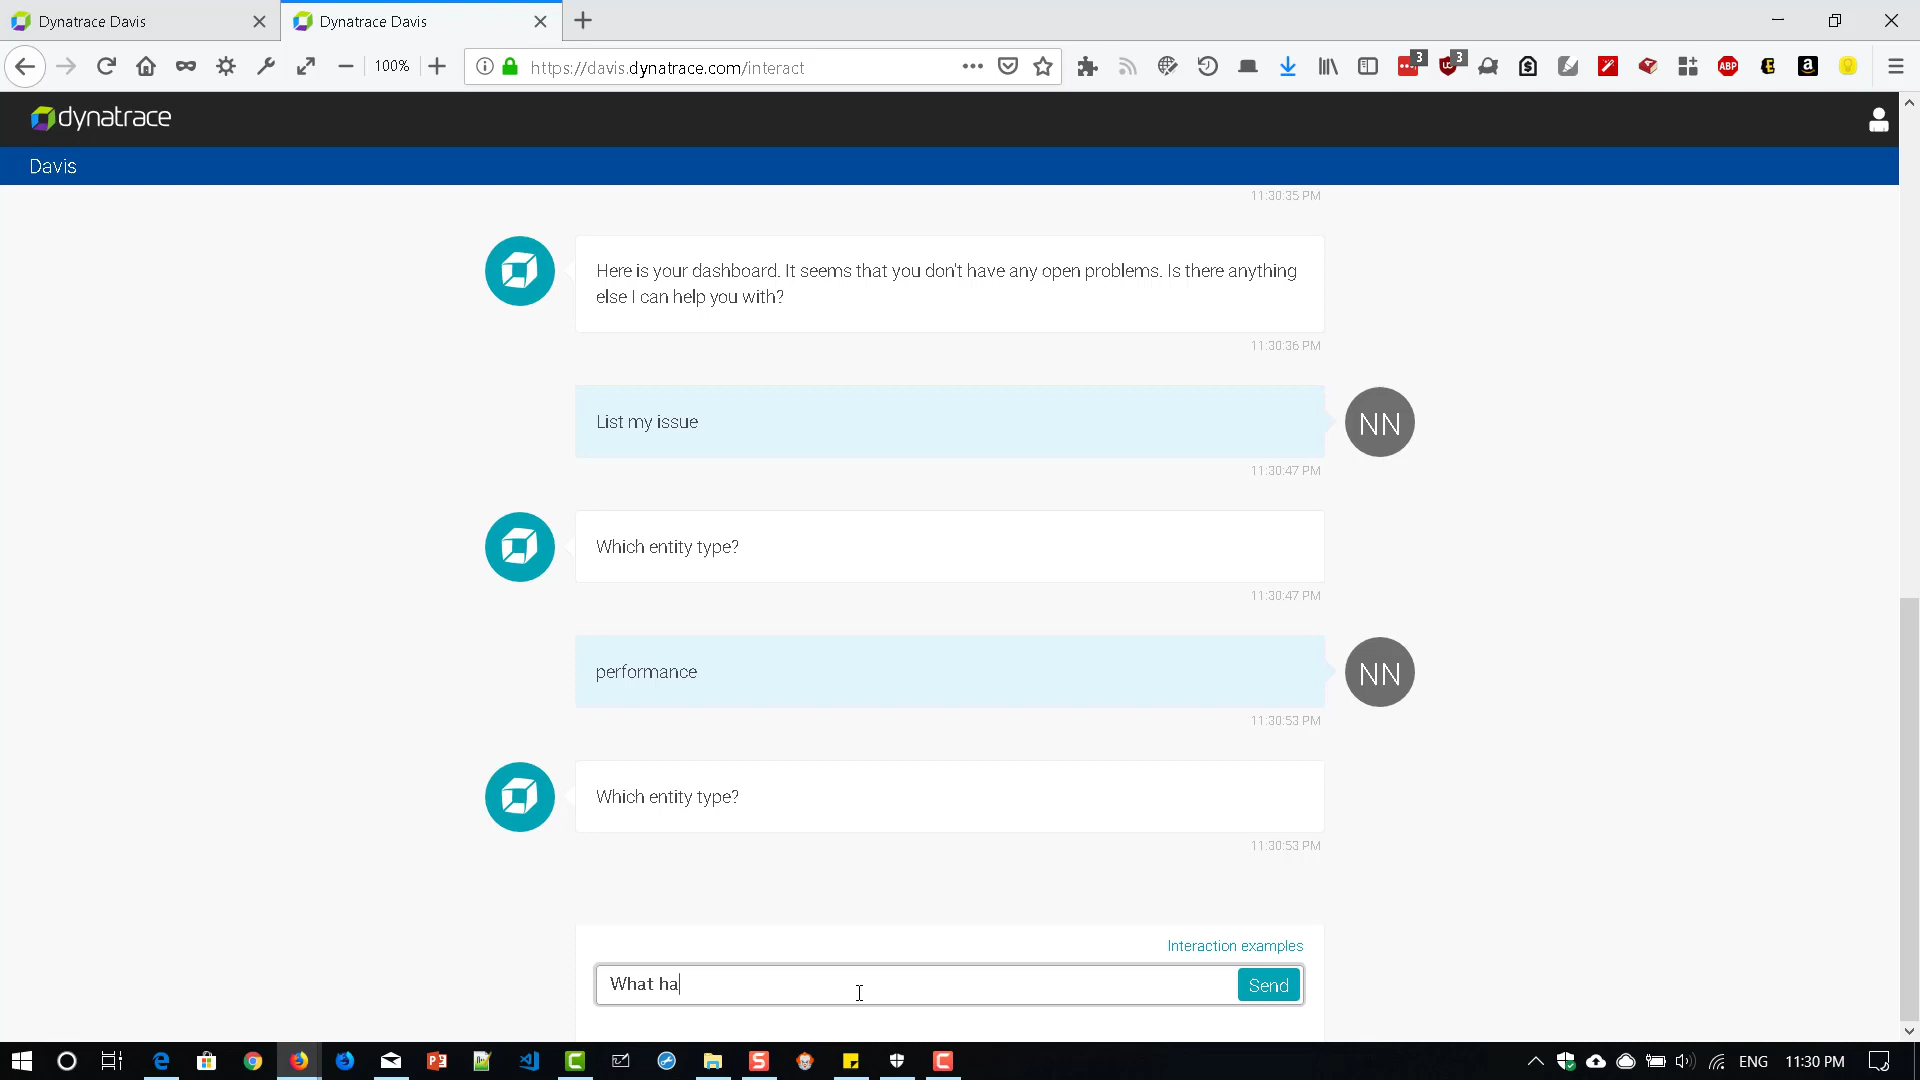 Dynatrace Davis
Dynatrace Davis
100%
https://davis.dynatrace.com/interact
3
3
ABP
dynatrace
Davis
11:30:35 PM
Here is your dashboard. It seems that you don't have any open problems. Is there anything
else I can help you with?
11:30:36 PM
List my issue
NN
11:30:47 PM
Which entity type?
11:30:47 PM
performance
NN
11:30:53 PM
Which entity type?
11:30:53 PM
Interaction examples
What ha
Send
ENG
11:30 PM